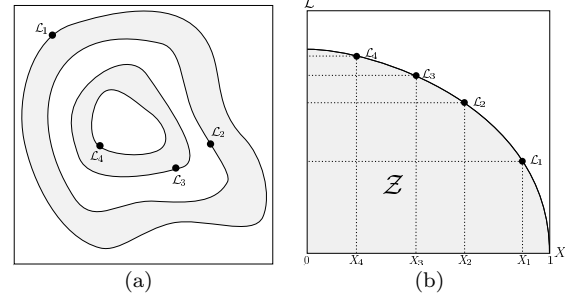 ℒ
ℒ₁
ℒ₂
ℒ₄
ℒ₃
ℒ₄
ℒ₃
ℒ₂
ℒ₁
𝒵
0 X₄ X₃ X₂ X₁ 1 X
(a) (b)